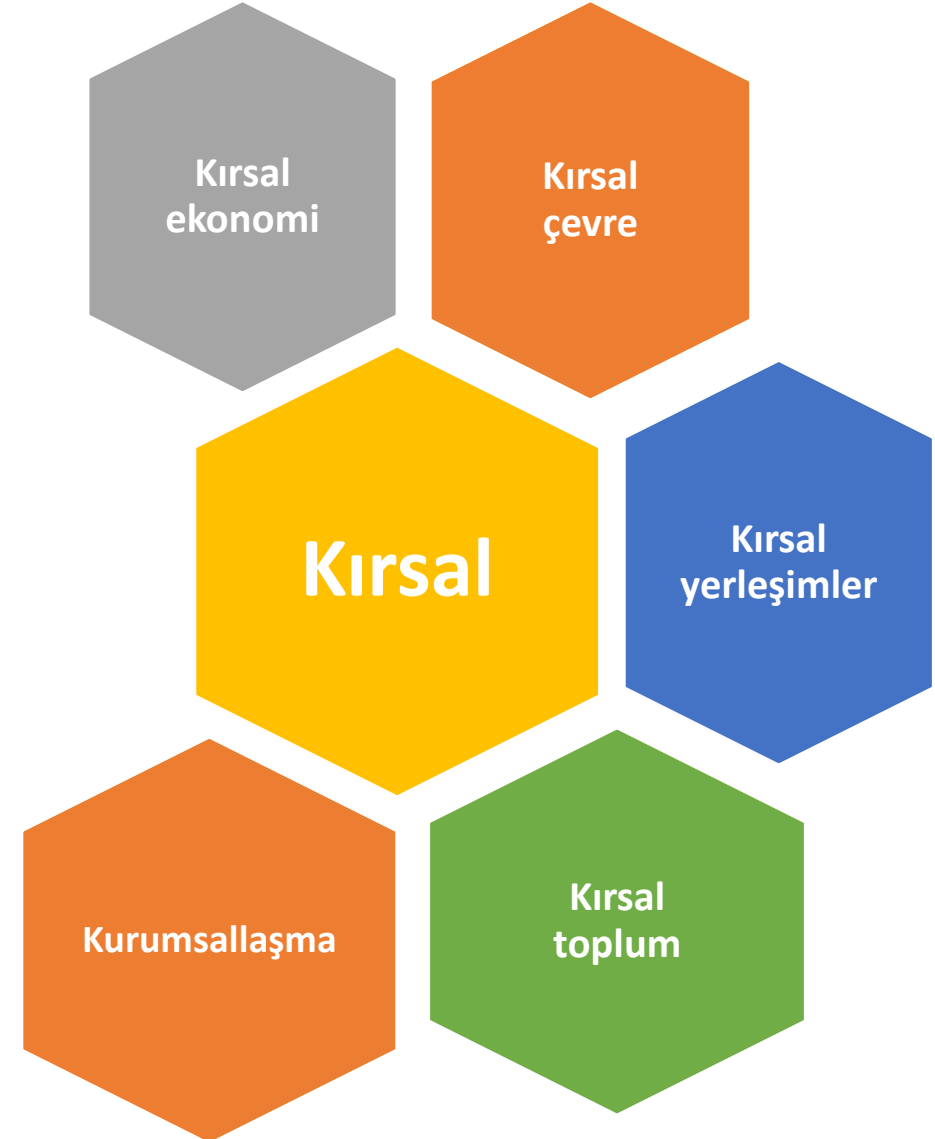 Kırsal
ekonomi
Kırsal
çevre
Kırsal
Kırsal
yerleşimler
Kurumsallaşma
Kırsal
toplum